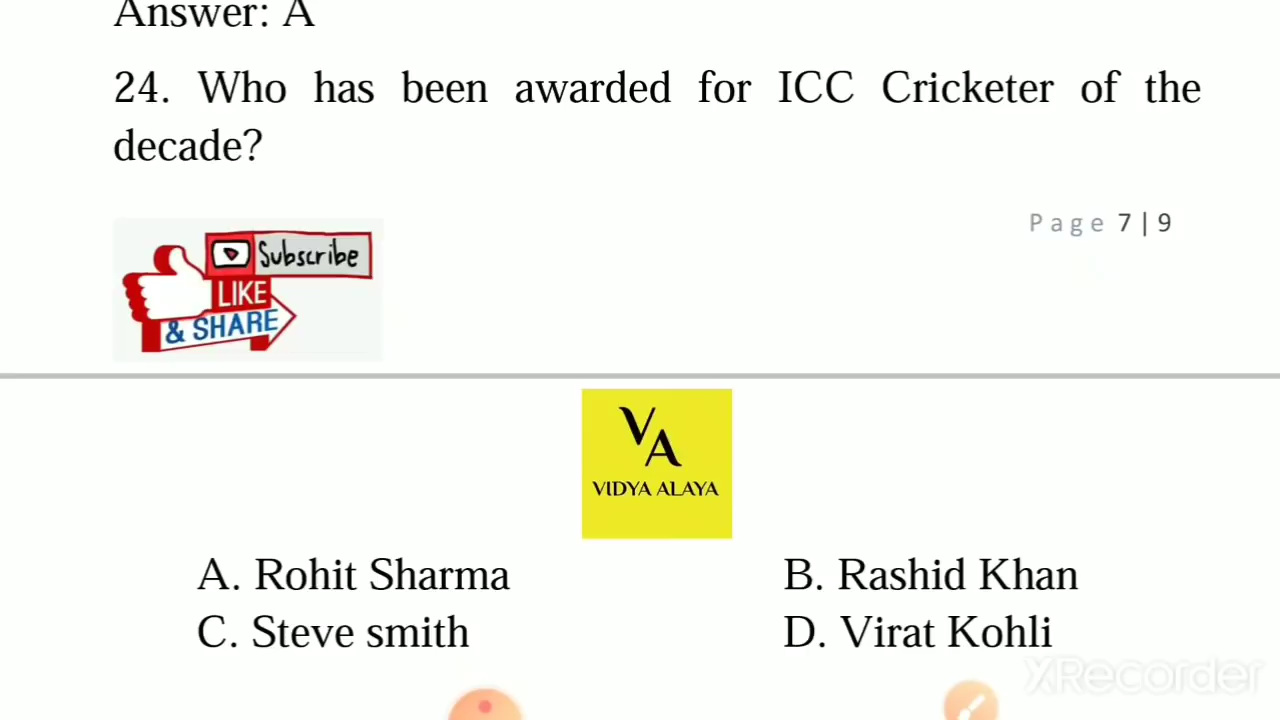 Answer: A
24. Who has been awarded for ICC Cricketer of the
decade?
Page 7 | 9
Subscribe
LIKE
& SHARE
VA
VIDYA ALAYA
A. Rohit Sharma B. Rashid Khan
C. Steve smith D. Virat Kohli
XRecorder